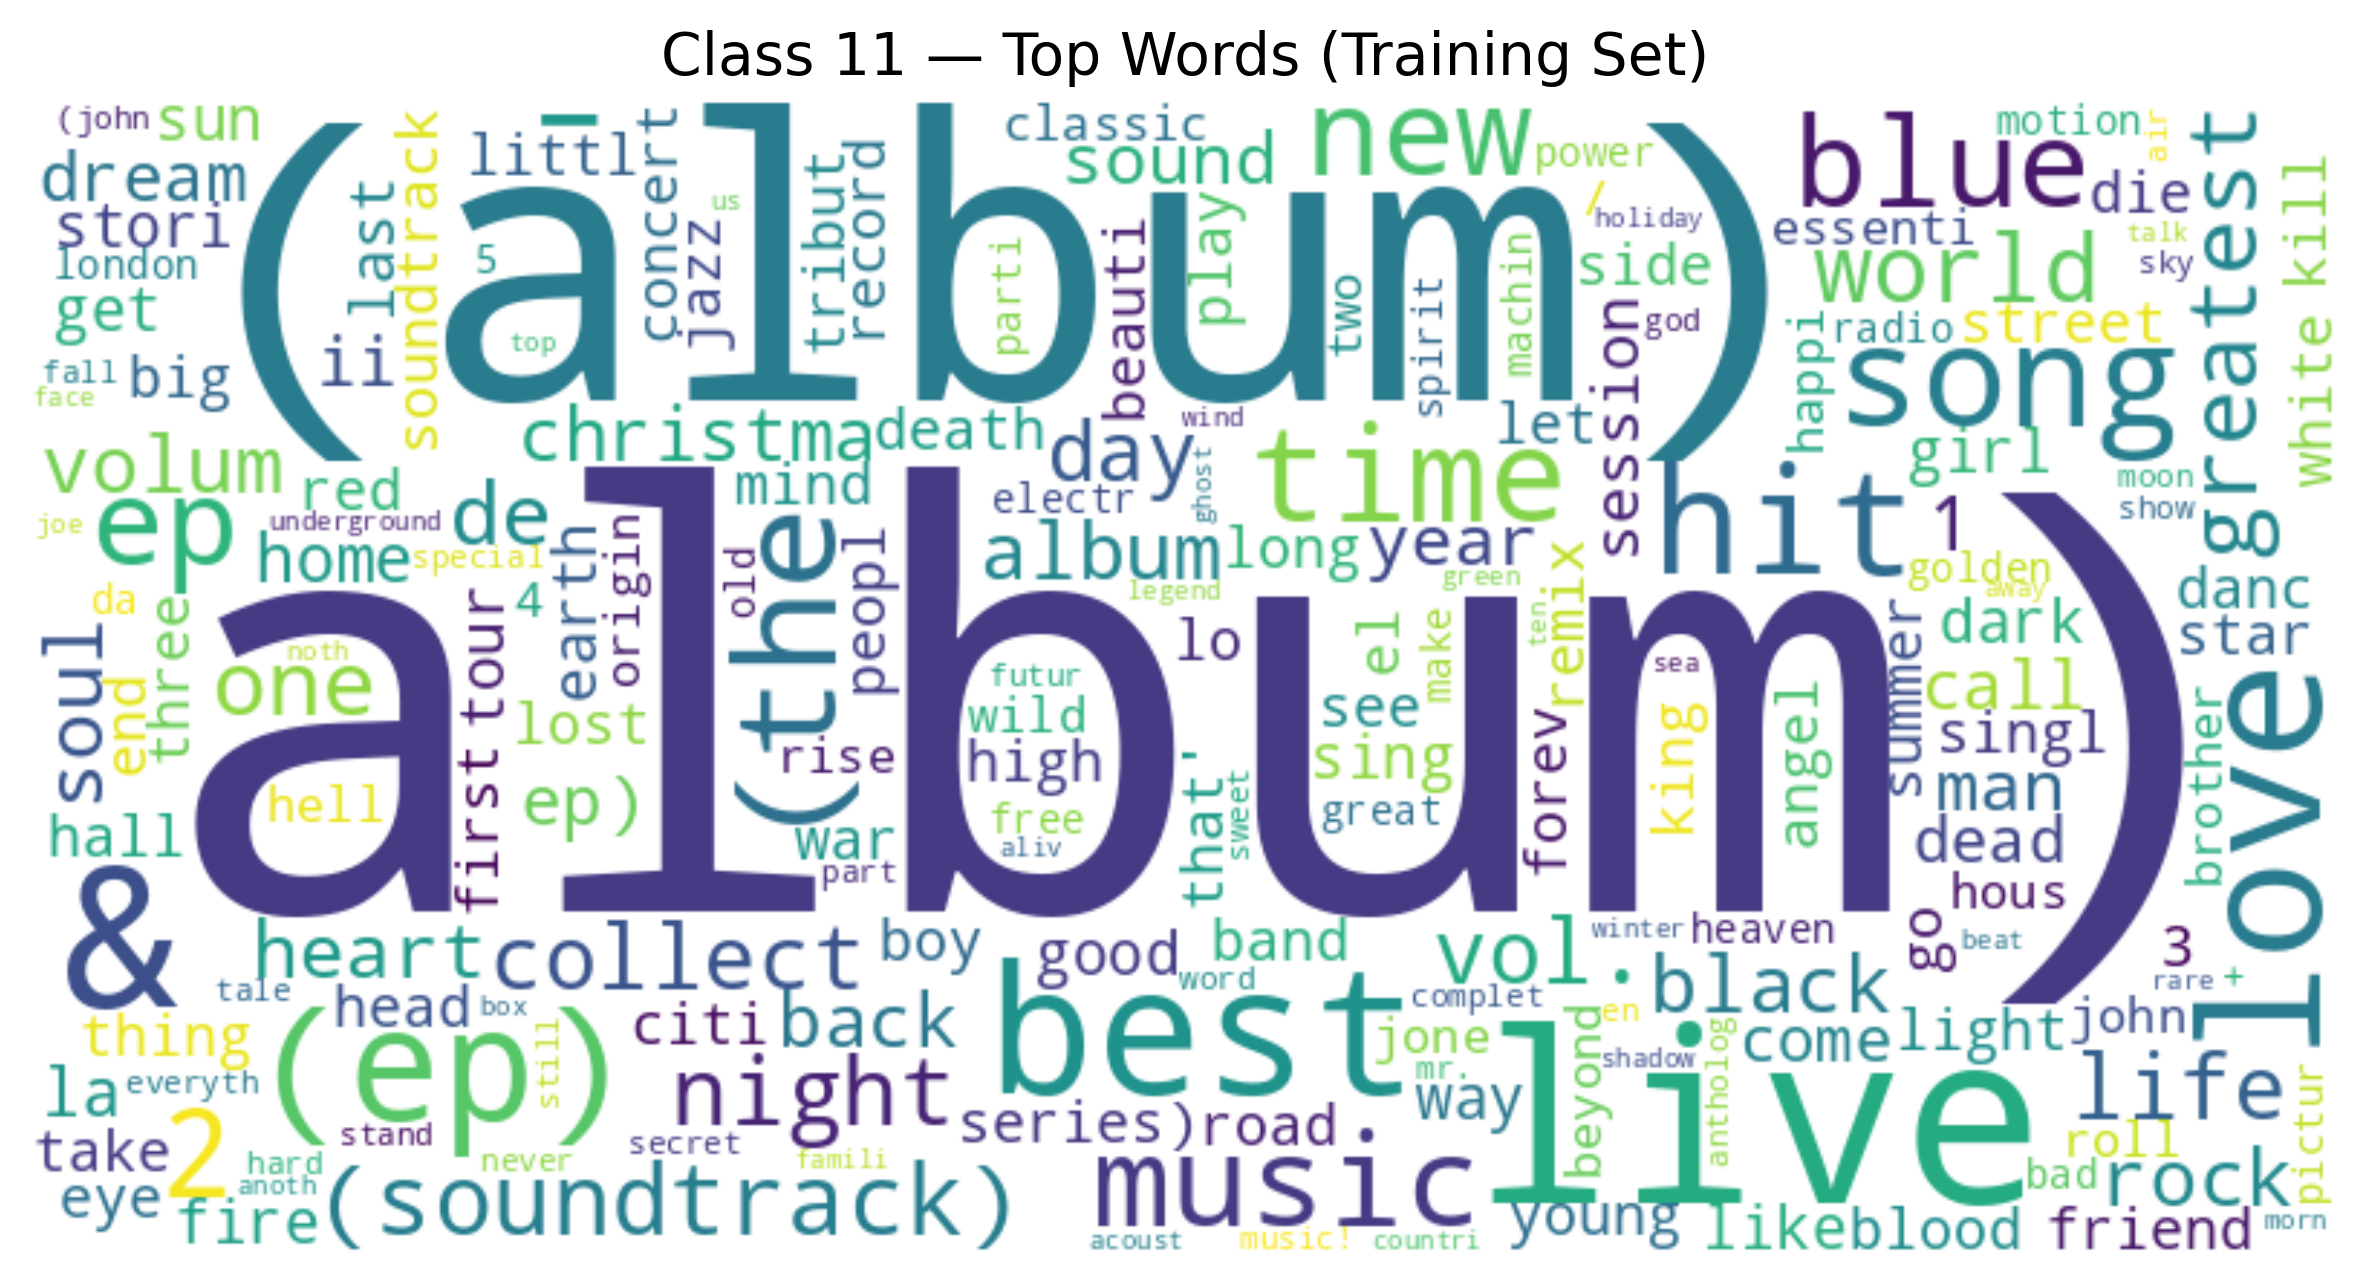 Class 11 — Top Words (Training Set)
(john
sun
littl
concert
classic
sound
new
power
blue
motion
air
greatest
dream
stori
last
soundtrack
(album)
us
jazz
tribut
record
beauti
play
/
holiday
die
essenti
talk
sky
kill
london
get
5
top
parti
two
spirit
machin
side
god
session
world
radio
street
happi
song
white
ii
fall
big
face
christma
death
day
wind
ghost
time
let
girl
moon
show
volum
red
mind
electr
hit
1
joe
ep
underground
de
home
special
earth
origin
old
(the
peopl
album
long
year
legend
green
remix
golden
away
danc
star
da
three
soul
end
4
album)
first
tour
noth
one
hell
lost
ep)
rise
war
part
futur
wild
high
free
aliv
lo
that'
sweet
el
make
ten
see
sing
great
forev
sea
king
angel
summer
dark
call
singl
man
dead
hous
brother
love
hall
&
heart
collect
boy
good
band
vol.
winter
heaven
go
beat
3
rare
+
tale
head
box
word
complet
en
black
john
thing
(ep)
still
citi
back
best
jone
mr.
way
beyond
shadow
antholog
come
light
la
everyth
night
live
life
pictur
take
2
stand
series)
road
secret
never
famili
hard
anoth
music
roll
bad
rock
eye
fire
(soundtrack)
acoust
music!
countri
young
like
blood
friend
morn